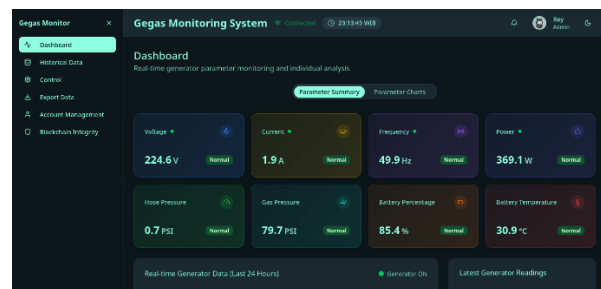 Gegas Monitor ×
Gegas Monitoring System Connected 23:13:45 WIB
Rey
Admin
Dashboard
Historical Data
Control
Export Data
Account Management
Blockchain Integrity
Dashboard
Real-time generator parameter monitoring and individual analysis
Parameter Summary Parameter Charts
Voltage
224.6 V Normal
Current
1.9 A Normal
Frequency
49.9 Hz Normal
Power
369.1 W Normal
Hose Pressure
0.7 PSI Normal
Gas Pressure
79.7 PSI Normal
Battery Percentage
85.4 % Normal
Battery Temperature
30.9 °C Normal
Real-time Generator Data (Last 24 Hours) Generator ON
Latest Generator Readings